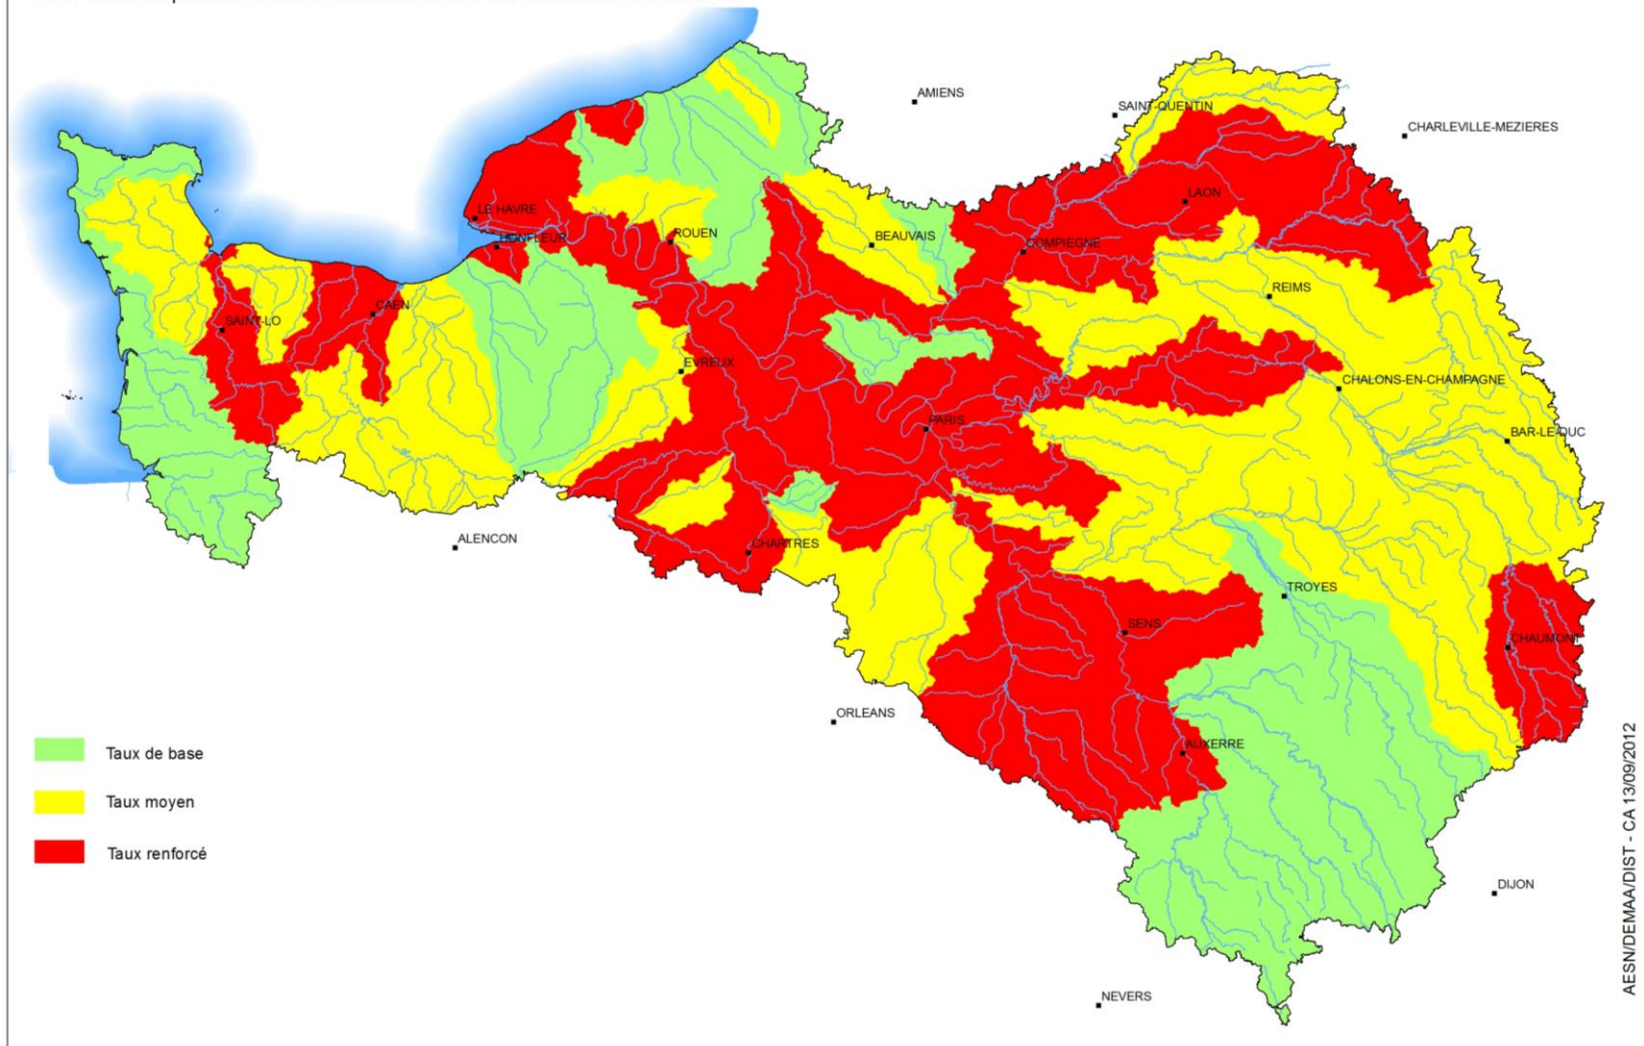 AMIENS
SAINT-QUENTIN
CHARLEVILLE-MEZIERES
LAON
LE HAVRE
HONFLEUR
ROUEN
BEAUVAIS
COMPIEGNE
REIMS
SAINT-LO
CAEN
EVREUX
CHALONS-EN-CHAMPAGNE
PARIS
BAR-LE-DUC
ALENCON
CHARTRES
TROYES
SENS
CHAUMONT
ORLEANS
AUXERRE
Taux de base
Taux moyen
Taux renforcé
DIJON
NEVERS
AESN/DEMAA/DIST - CA 13/09/2012